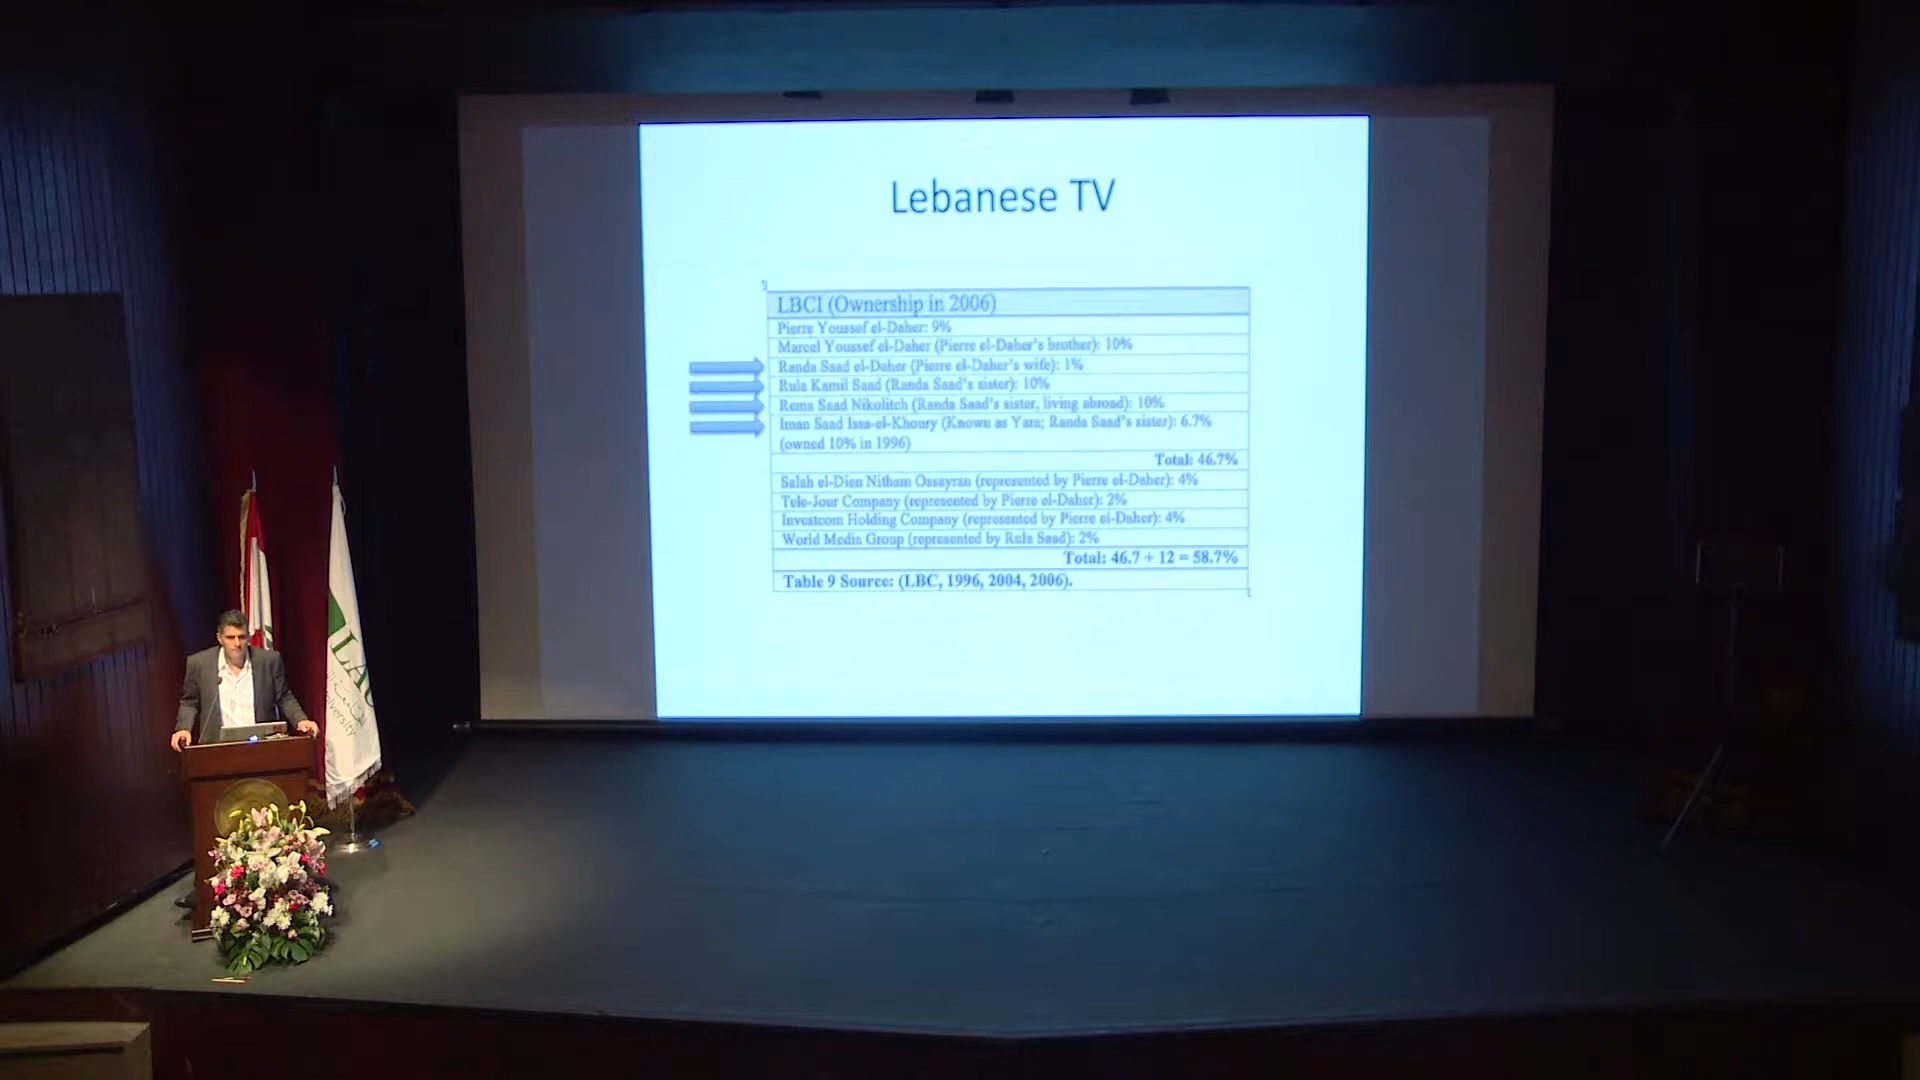 Lebanese TV
LBCI (Ownership in 2006)
Pierre Youssef el-Daher: 9%
Marcel Youssef el-Daher (Pierre el-Daher's brother): 10%
Randa Saad el-Daher (Pierre el-Daher's wife): 1%
Rula Kamil Saad (Randa Saad's sister): 10%
Rema Saad Nikolitch (Randa Saad's sister, living abroad): 10%
Iman Saad Issa-el-Khoury (Known as Yara; Randa Saad's sister): 6.7%
(owned 10% in 1996)
Total: 46.7%
Salah el-Dien Nitham Ossayran (represented by Pierre el-Daher): 4%
Tele-Jour Company (represented by Pierre el-Daher): 2%
Investcom Holding Company (represented by Pierre el-Daher): 4%
World Media Group (represented by Rula Saad): 2%
Total: 46.7 + 12 = 58.7%
Table 9 Source: (LBC, 1996, 2004, 2006).
LAU